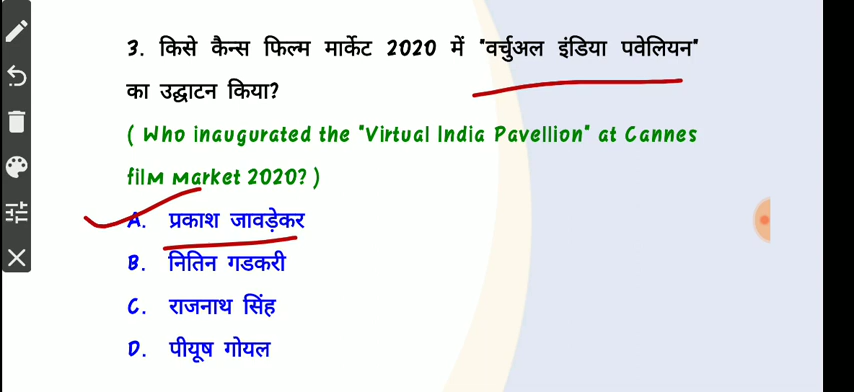 3. किसे कैन्स फिल्म मार्केट 2020 में "वर्चुअल इंडिया पवेलियन"
का उद्घाटन किया?
( Who inaugurated the "Virtual India Pavellion" at Cannes
film Market 2020? )
A. प्रकाश जावड़ेकर
B. नितिन गडकरी
C. राजनाथ सिंह
D. पीयूष गोयल